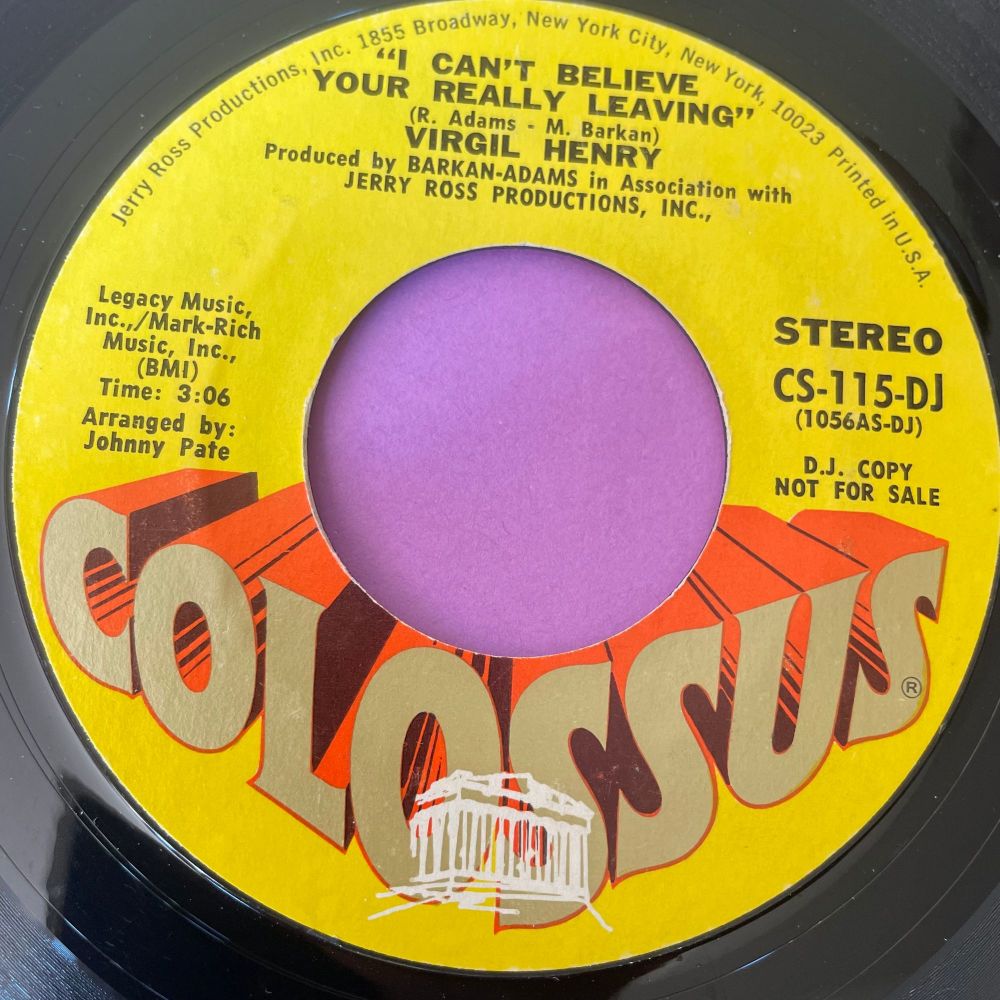 Jerry Ross Productions, Inc. 1855 Broadway, New York City, New York, 10023 Printed in U.S.A.
"I CAN'T BELIEVE
YOUR REALLY LEAVING"
(R. Adams - M. Barkan)
VIRGIL HENRY
Produced by BARKAN-ADAMS in Association with
JERRY ROSS PRODUCTIONS, INC.,
Legacy Music,
Inc.,/Mark-Rich
Music, Inc.,
(BMI)
Time: 3:06
Arranged by:
Johnny Pate
STEREO
CS-115-DJ
(1056AS-DJ)
D.J. COPY
NOT FOR SALE
COLOSSUS
®